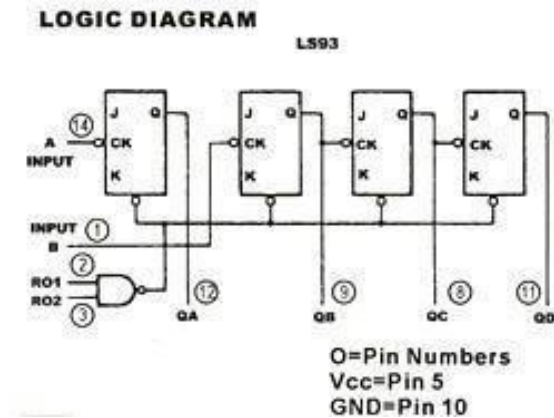 LOGIC DIAGRAM
LS93
J Q J Q J Q J Q
14
A CK CK CK CK
INPUT
K K K K
INPUT 1
B
2
RO1
RO2
3
12 9 8 11
QA QB QC QD
O=Pin Numbers
Vcc=Pin 5
GND=Pin 10